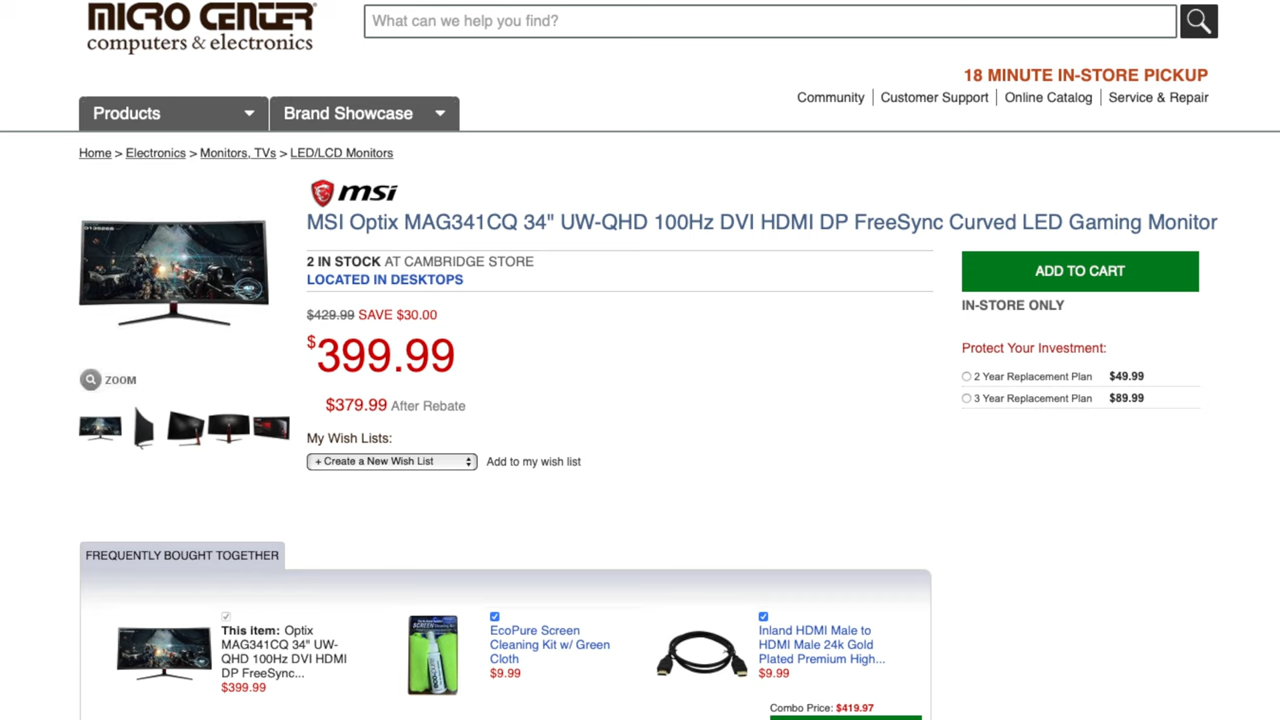 MICRO CENTER
computers & electronics
What can we help you find?
18 MINUTE IN-STORE PICKUP
Community
Customer Support
Online Catalog
Service & Repair
Products
Brand Showcase
Home > Electronics > Monitors, TVs > LED/LCD Monitors
msi
MSI Optix MAG341CQ 34" UW-QHD 100Hz DVI HDMI DP FreeSync Curved LED Gaming Monitor
2 IN STOCK AT CAMBRIDGE STORE
LOCATED IN DESKTOPS
ADD TO CART
IN-STORE ONLY
$429.99 SAVE $30.00
$399.99
$379.99 After Rebate
Protect Your Investment:
2 Year Replacement Plan $49.99
3 Year Replacement Plan $89.99
ZOOM
My Wish Lists:
+ Create a New Wish List
Add to my wish list
FREQUENTLY BOUGHT TOGETHER
This item: Optix
MAG341CQ 34" UW-
QHD 100Hz DVI HDMI
DP FreeSync...
$399.99
EcoPure Screen
Cleaning Kit w/ Green
Cloth
$9.99
Inland HDMI Male to
HDMI Male 24k Gold
Plated Premium High...
$9.99
Combo Price: $419.97